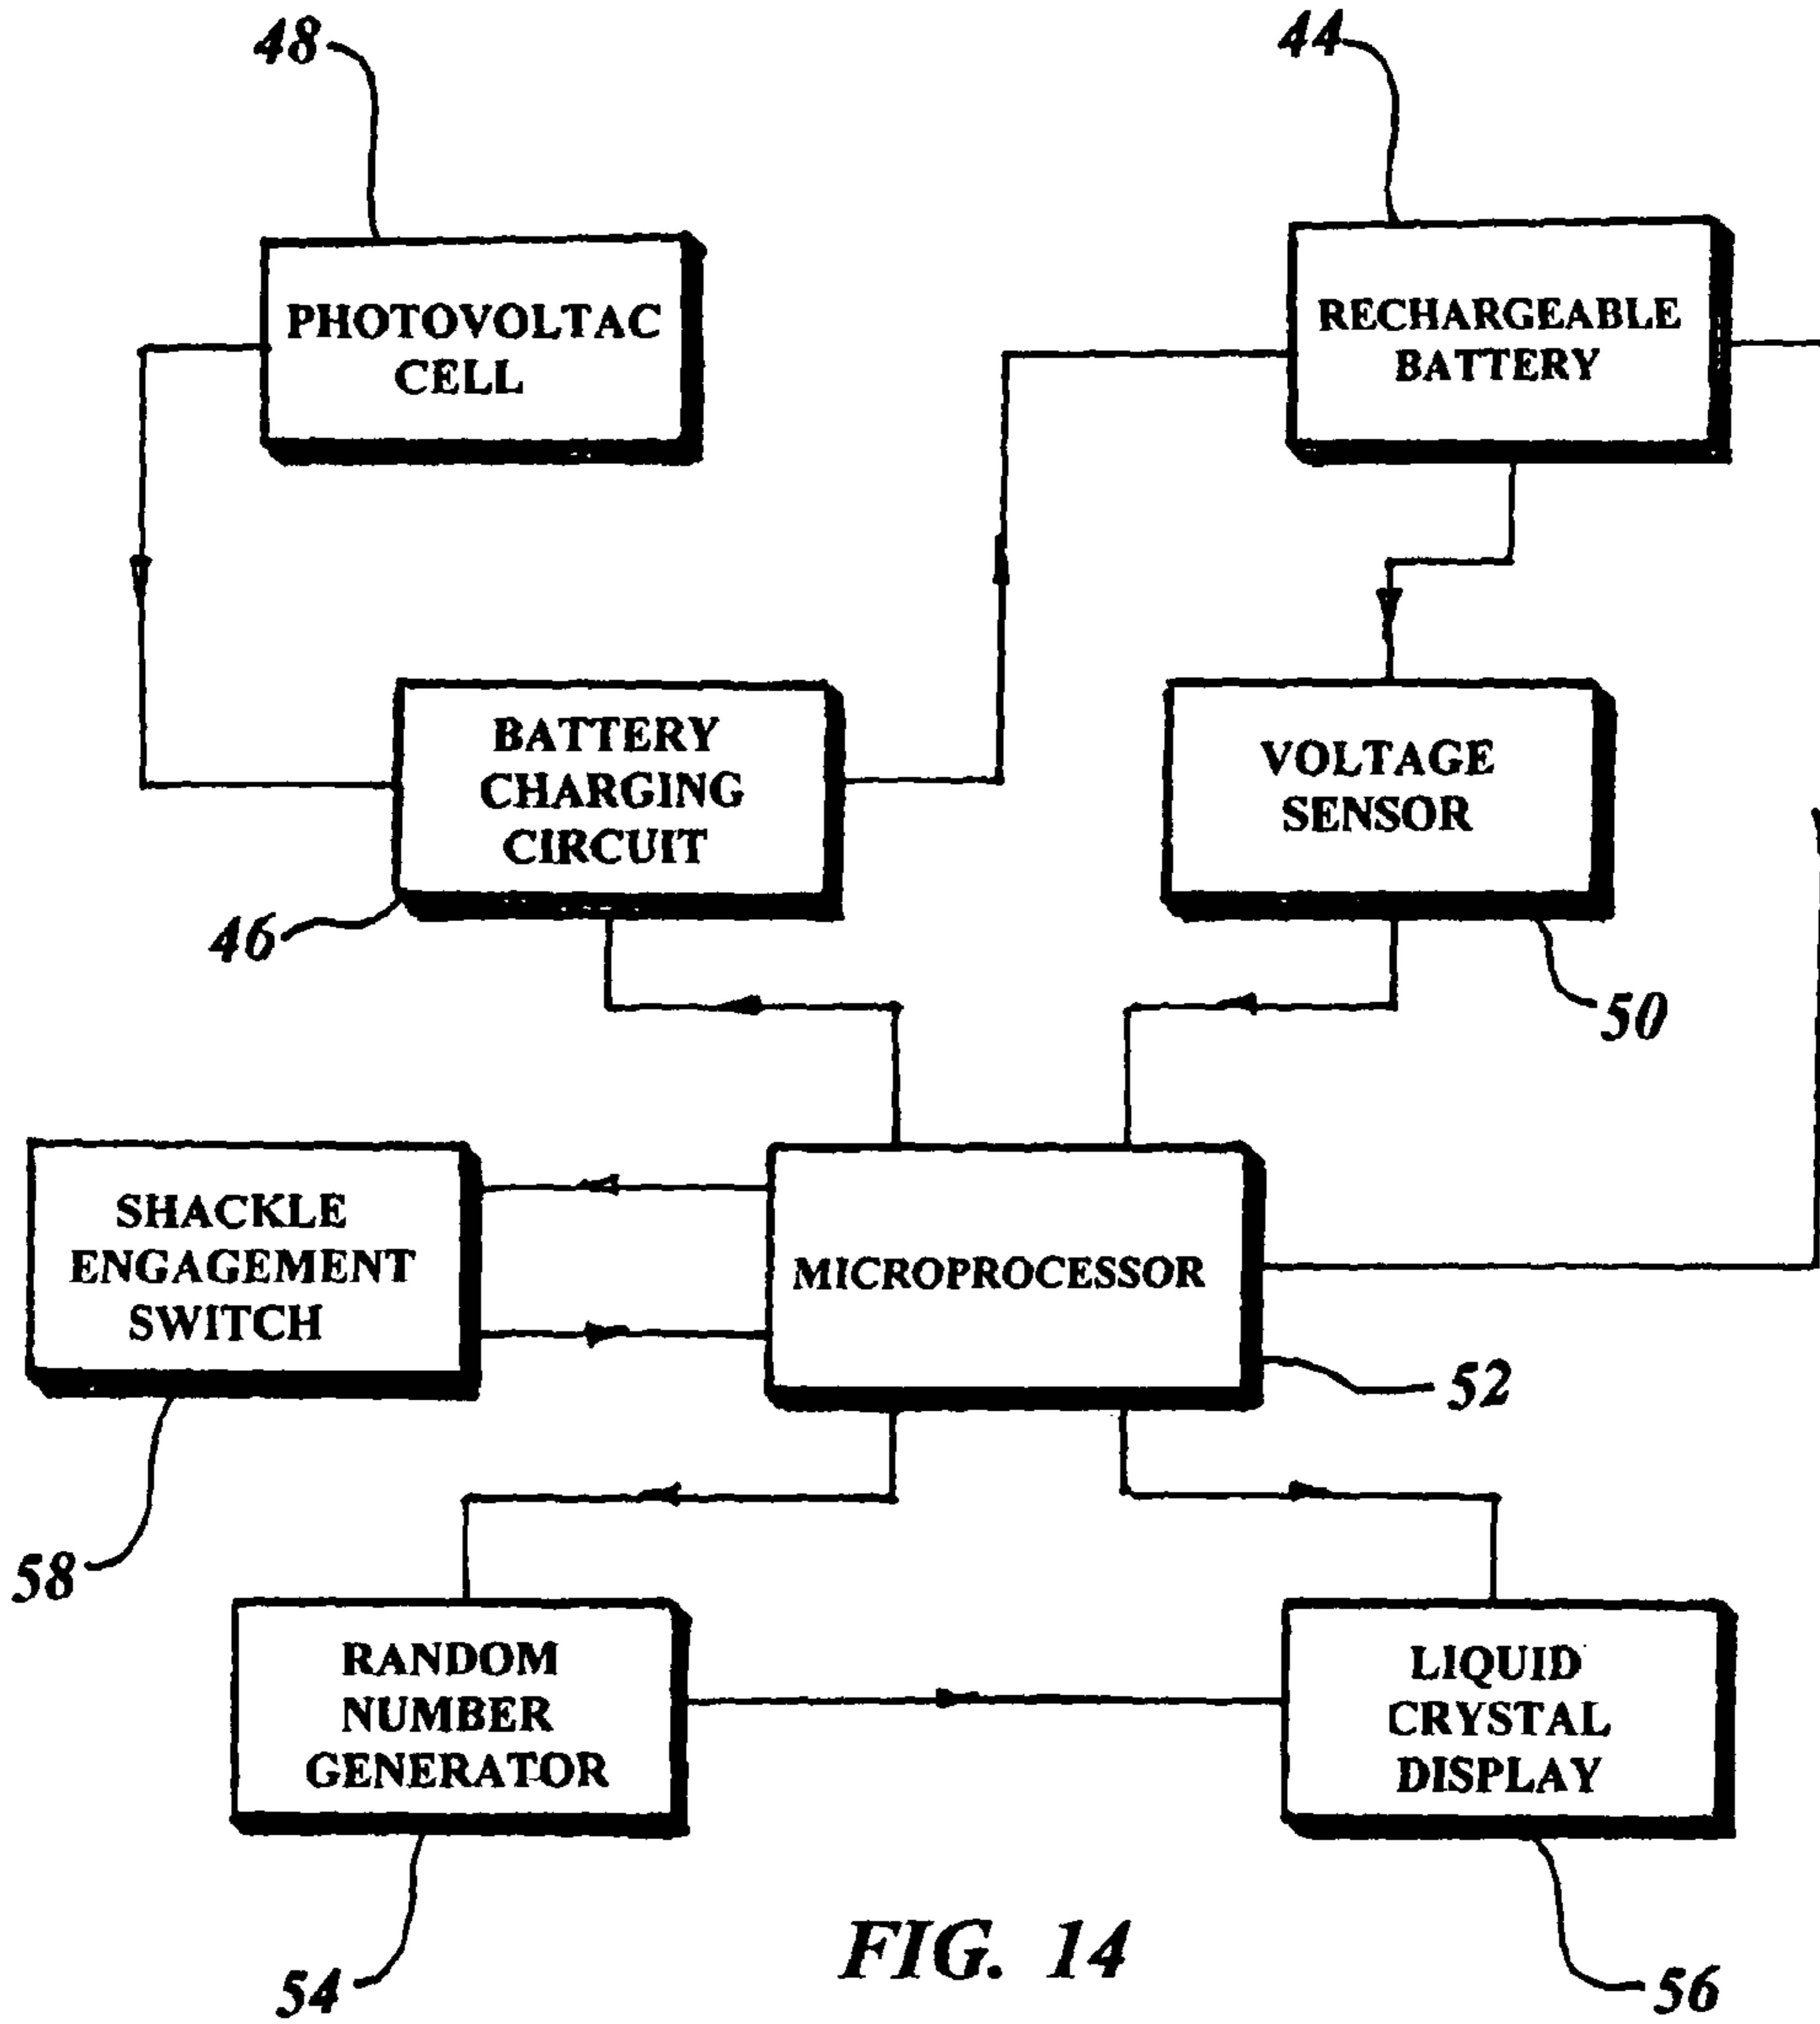 48
44
PHOTOVOLTAC
CELL
RECHARGEABLE
BATTERY
BATTERY
CHARGING
CIRCUIT
VOLTAGE
SENSOR
46
50
SHACKLE
ENGAGEMENT
SWITCH
MICROPROCESSOR
52
58
RANDOM
NUMBER
GENERATOR
LIQUID
CRYSTAL
DISPLAY
54
FIG. 14
56